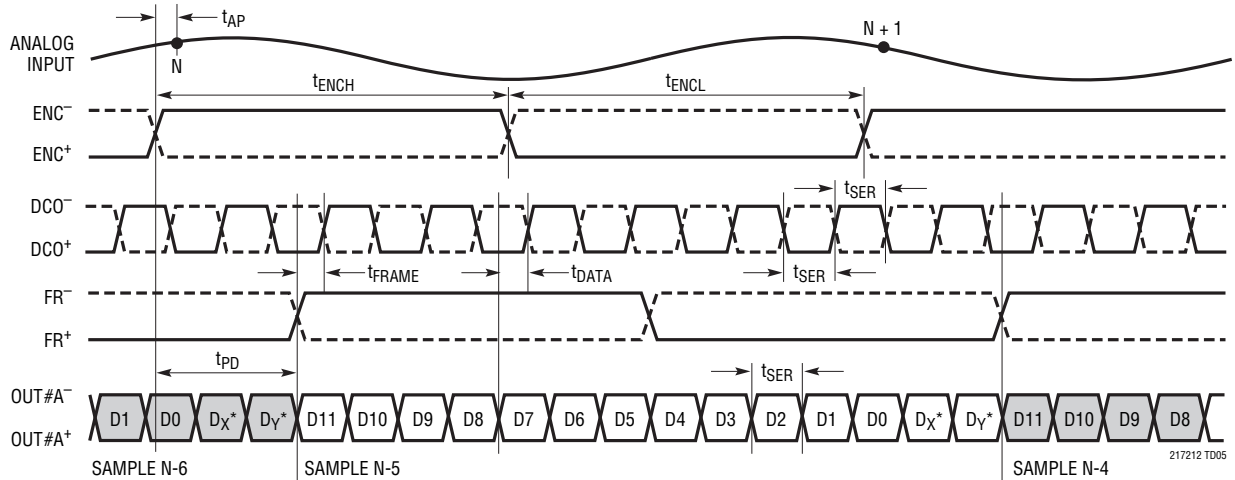 tAP
ANALOG
INPUT
N
N + 1
tENCH
tENCL
ENC–
ENC+
tSER
DCO–
DCO+
tFRAME
tDATA
tSER
FR–
FR+
tPD
tSER
OUT#A–
OUT#A+
D1 D0 DX* DY* D11 D10 D9 D8 D7 D6 D5 D4 D3 D2 D1 D0 DX* DY* D11 D10 D9 D8
217212 TD05
SAMPLE N-6
SAMPLE N-5
SAMPLE N-4